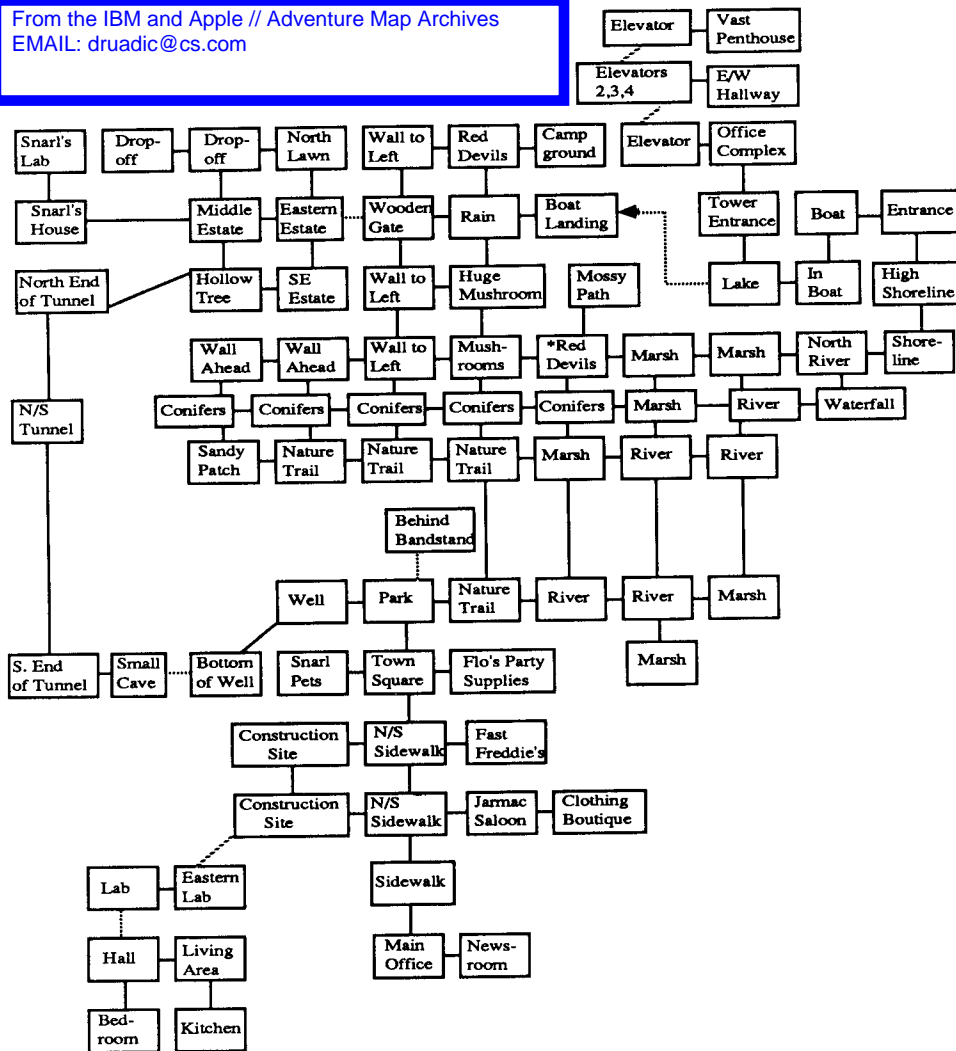 From the IBM and Apple // Adventure Map Archives
EMAIL: druadic@cs.com
Elevator
Vast
Penthouse
Elevators
2,3,4
E/W
Hallway
Snarl's
Lab
Drop-
off
Drop-
off
North
Lawn
Wall to
Left
Red
Devils
Camp
ground
Elevator
Office
Complex
Snarl's
House
Middle
Estate
Eastern
Estate
Wooden
Gate
Rain
Boat
Landing
Tower
Entrance
Boat
Entrance
North End
of Tunnel
Hollow
Tree
SE
Estate
Wall to
Left
Huge
Mushroom
Mossy
Path
Lake
In
Boat
High
Shoreline
Wall
Ahead
Wall
Ahead
Wall to
Left
Mush-
rooms
*Red
Devils
Marsh
Marsh
North
River
Shore-
line
N/S
Tunnel
Conifers
Conifers
Conifers
Conifers
Conifers
Marsh
River
Waterfall
Sandy
Patch
Nature
Trail
Nature
Trail
Nature
Trail
Marsh
River
River
Behind
Bandstand
Well
Park
Nature
Trail
River
River
Marsh
S. End
of Tunnel
Small
Cave
Bottom
of Well
Snarl
Pets
Town
Square
Flo's Party
Supplies
Marsh
Construction
Site
N/S
Sidewalk
Fast
Freddie's
Construction
Site
N/S
Sidewalk
Jarmac
Saloon
Clothing
Boutique
Lab
Eastern
Lab
Sidewalk
Hall
Living
Area
Main
Office
News-
room
Bed-
room
Kitchen